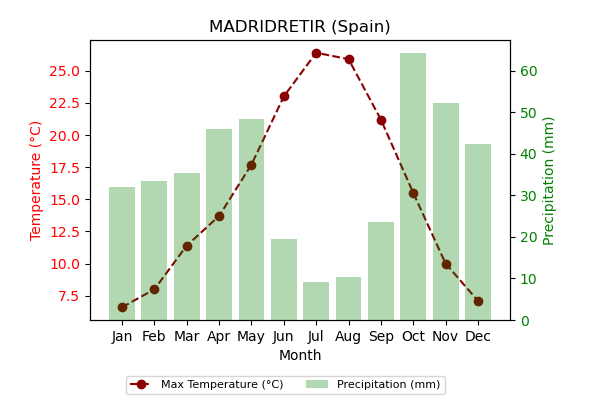 MADRIDRETIR (Spain)
25.0
22.5
20.0
17.5
15.0
12.5
10.0
7.5
Temperature (°C)
60
50
40
30
20
10
0
Precipitation (mm)
Jan Feb Mar Apr May Jun Jul Aug Sep Oct Nov Dec
Month
Max Temperature (°C) Precipitation (mm)